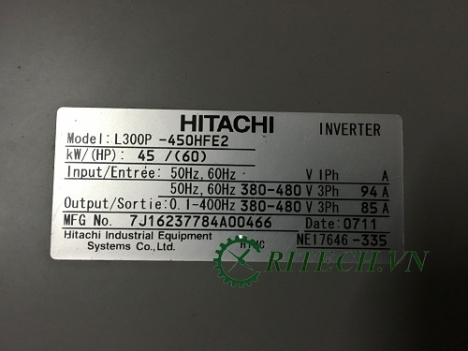 HITACHI INVERTER
Model: L300P -450HFE2
kW/(HP): 45 /(60)
Input/Entrée: 50Hz,60Hz V 1Ph A
50Hz,60Hz 380-480 V 3Ph 94 A
Output/Sortie: 0.1-400Hz 380-480 V 3Ph 85 A
MFG No. 7J16237784A00466 Date: 0711
Hitachi Industrial Equipment
Systems Co.,Ltd.
NE17646-335
RITECH.VN